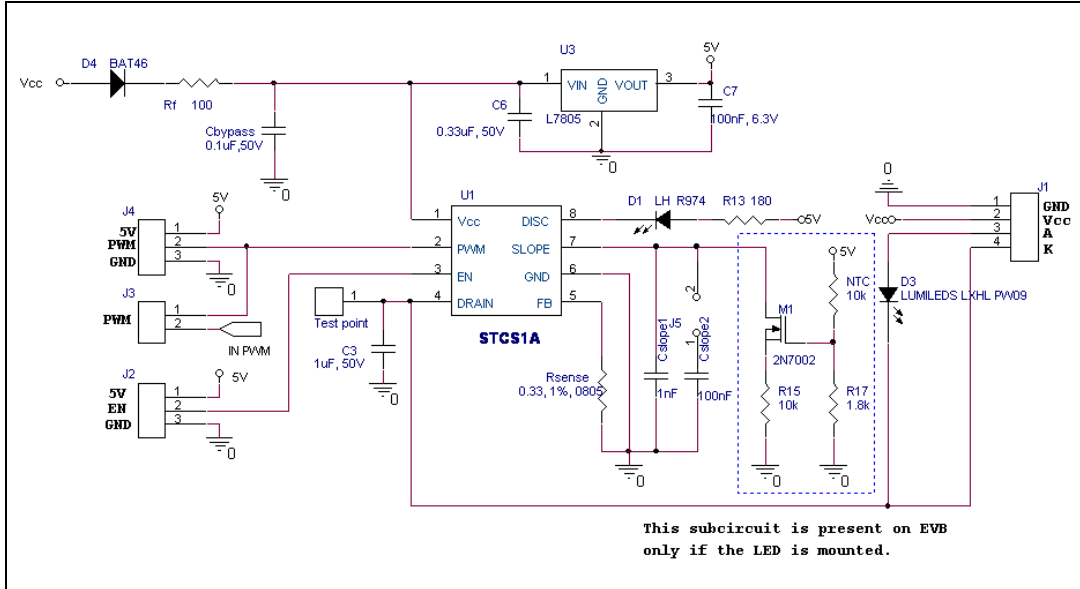 D4 BAT46
Vcc
Rf 100
Cbypass
0.1uF,50V
0
U3
1 VIN GND VOUT 3
2
L7805
5V
C6
0.33uF, 50V
C7
100nF, 6.3V
0
J4
5V
5V 1
PWM 2
GND 3
0
J3
PWM
1
2
IN PWM
J2
5V
5V 1
EN 2
GND 3
0
U1
1 Vcc DISC 8
2 PWM SLOPE 7
3 EN GND 6
4 DRAIN FB 5
STCS1A
1
Test point
C3
1uF, 50V
0
D1 LH R974 R13 180
5V
Rsense
0.33, 1%, 0805
Cslope1
1nF
2
J5
1
Cslope2
100nF
0
M1
2N7002
R15
10k
0
5V
NTC
10k
R17
1.8k
0
0
Vcc
J1
1 GND
2 Vcc
3 A
4 K
D3
LUMILEDS LXHL PW09
This subcircuit is present on EVB
only if the LED is mounted.